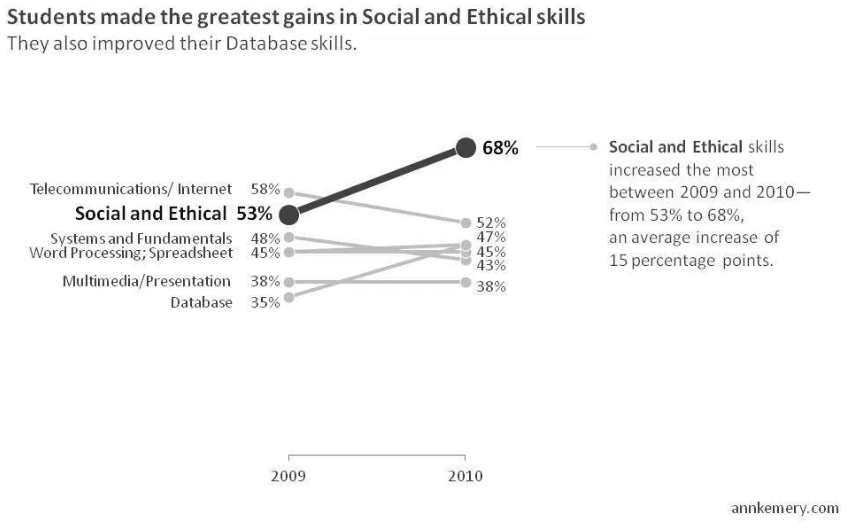 Students made the greatest gains in Social and Ethical skills
They also improved their Database skills.
68%
Social and Ethical skills
increased the most
between 2009 and 2010—
from 53% to 68%,
an average increase of
15 percentage points.
Telecommunications/ Internet 58%
Social and Ethical 53%
Systems and Fundamentals 48%
Word Processing; Spreadsheet 45%
Multimedia/Presentation 38%
Database 35%
52%
47%
45%
43%
38%
2009 2010
annkemery.com